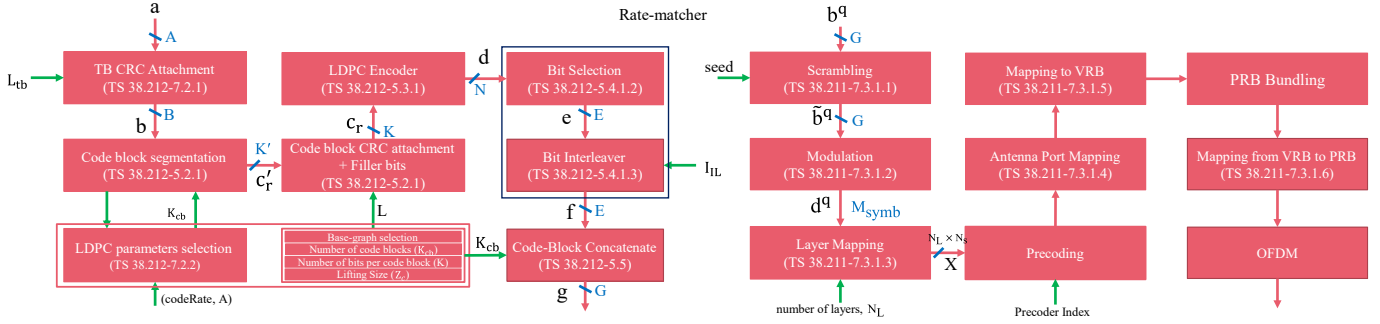 Rate-matcher
a
A
TB CRC Attachment
(TS 38.212-7.2.1)
L_tb
B
b
Code block segmentation
(TS 38.212-5.2.1)
K'
c'_r
K_cb
LDPC parameters selection
(TS 38.212-7.2.2)
(codeRate, A)
LDPC Encoder
(TS 38.212-5.3.1)
c_r
K
Code block CRC attachment
+ Filler bits
(TS 38.212-5.2.1)
L
Base-graph selection
Number of code blocks (K_cb)
Number of bits per code block (K)
Lifting Size (Z_c)
d
N
Bit Selection
(TS 38.212-5.4.1.2)
e
E
Bit Interleaver
(TS 38.212-5.4.1.3)
I_IL
f
E
K_cb
Code-Block Concatenate
(TS 38.212-5.5)
g
G
b^q
G
seed
Scrambling
(TS 38.211-7.3.1.1)
b̃^q
G
Modulation
(TS 38.211-7.3.1.2)
d^q
M_symb
Layer Mapping
(TS 38.211-7.3.1.3)
number of layers, N_L
N_L × N_s
X
Mapping to VRB
(TS 38.211-7.3.1.5)
Antenna Port Mapping
(TS 38.211-7.3.1.4)
Precoding
Precoder Index
PRB Bundling
Mapping from VRB to PRB
(TS 38.211-7.3.1.6)
OFDM